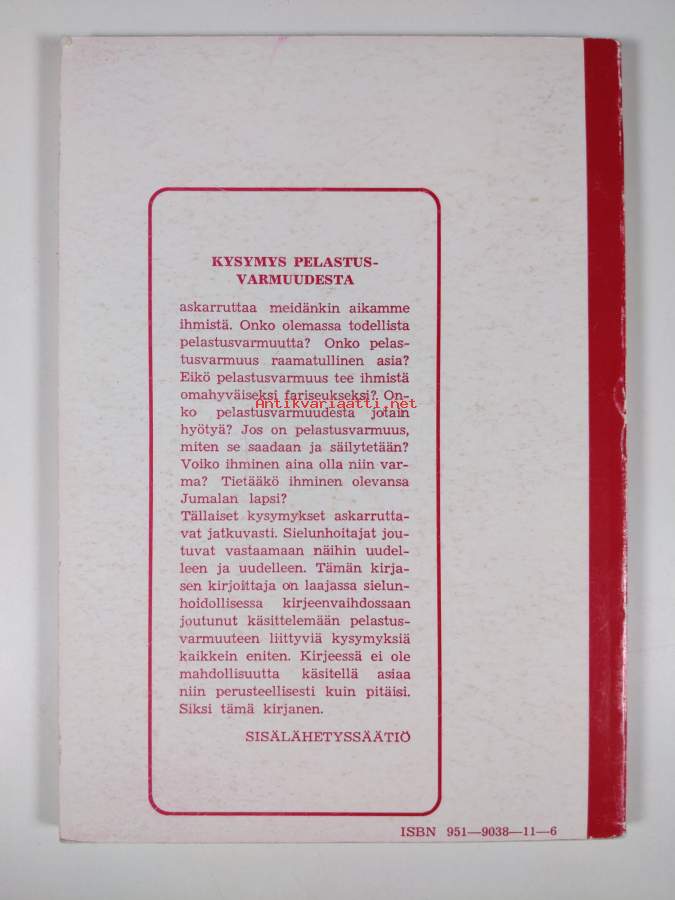 KYSYMYS PELASTUS-
VARMUUDESTA
askarruttaa meidänkin aikamme
ihmistä. Onko olemassa todellista
pelastusvarmuutta? Onko pelas-
tusvarmuus raamatullinen asia?
Eikö pelastusvarmuus tee ihmistä
omahyväiseksi fariseukseksi? On-
Antikvariaatti.net
ko pelastusvarmuudesta jotain
hyötyä? Jos on pelastusvarmuus,
miten se saadaan ja säilytetään?
Voiko ihminen aina olla niin var-
ma? Tietääkö ihminen olevansa
Jumalan lapsi?
Tällaiset kysymykset askarrutta-
vat jatkuvasti. Sielunhoitajat jou-
tuvat vastaamaan näihin uudel-
leen ja uudelleen. Tämän kirja-
sen kirjoittaja on laajassa sielun-
hoidollisessa kirjeenvaihdossaan
joutunut käsittelemään pelastus-
varmuuteen liittyviä kysymyksiä
kaikkein eniten. Kirjeessä ei ole
mahdollisuutta käsitellä asiaa
niin perusteellisesti kuin pitäisi.
Siksi tämä kirjanen.
SISÄLÄHETYSSÄÄTIÖ
ISBN 951—9038—11—6